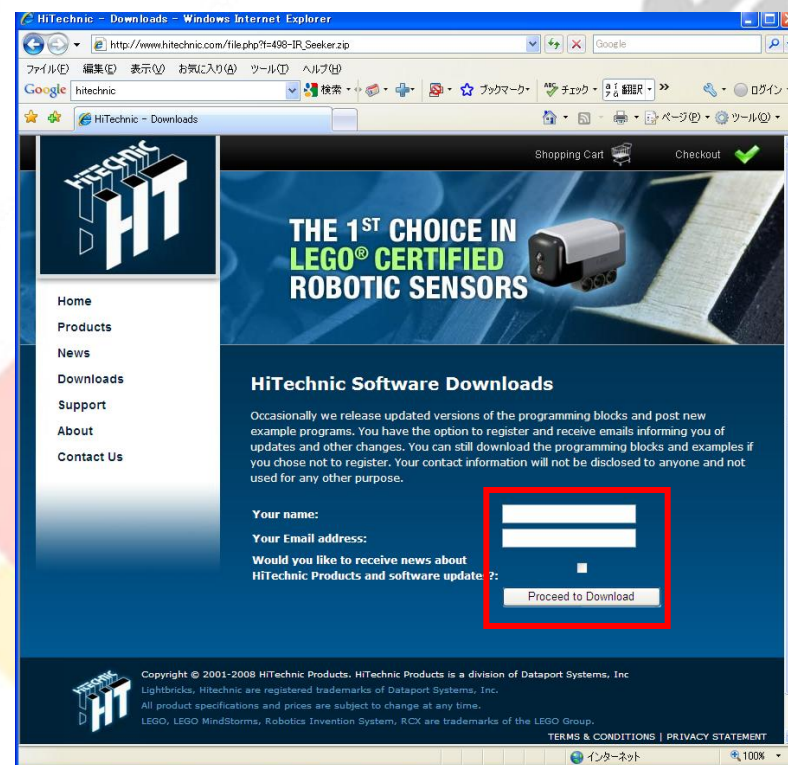 HiTechnic - Downloads - Windows Internet Explorer
http://www.hitechnic.com/file.php?f=498-IR_Seeker.zip
Google
ファイル(F) 編集(E) 表示(V) お気に入り(A) ツール(T) ヘルプ(H)
Google hitechnic 検索 ブックマーク ABC チェック 翻訳 ログイン
HiTechnic - Downloads
ページ(P) ツール(O)
HITECHNIC
HT
Shopping Cart Checkout
THE 1ST CHOICE IN
LEGO® CERTIFIED
ROBOTIC SENSORS
Home
Products
News
Downloads
Support
About
Contact Us
HiTechnic Software Downloads
Occasionally we release updated versions of the programming blocks and post new
example programs. You have the option to register and receive emails informing you of
updates and other changes. You can still download the programming blocks and examples if
you chose not to register. Your contact information will not be disclosed to anyone and not
used for any other purpose.
Your name:
Your Email address:
Would you like to receive news about
HiTechnic Products and software updates?:
Proceed to Download
HITECHNIC
HT
Copyright © 2001-2008 HiTechnic Products. HiTechnic Products is a division of Dataport Systems, Inc
Lightbricks, Hitechnic are registered trademarks of Dataport Systems, Inc.
All product specifications and prices are subject to change at any time.
LEGO, LEGO MindStorms, Robotics Invention System, RCX are trademarks of the LEGO Group.
TERMS & CONDITIONS | PRIVACY STATEMENT
インターネット 100%